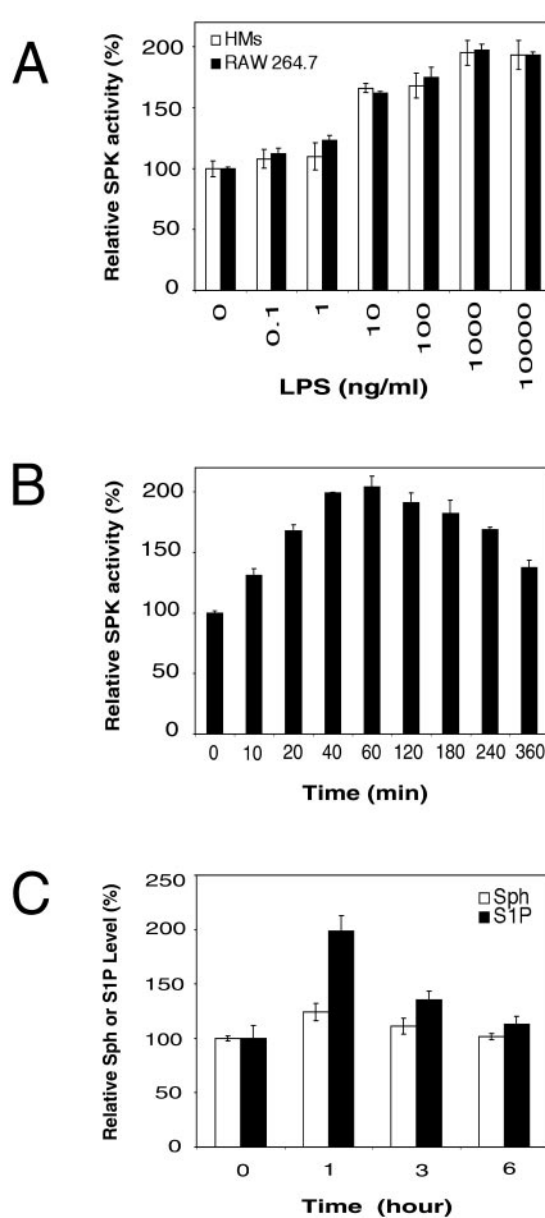 A
Relative SPK activity (%)
200
150
100
50
0
HMs
RAW 264.7
0
0.1
1
10
100
1000
10000
LPS (ng/ml)
B
Relative SPK activity (%)
200
150
100
50
0
0 10 20 40 60 120 180 240 360
Time (min)
C
Relative Sph or S1P Level (%)
250
200
150
100
50
0
Sph
S1P
0 1 3 6
Time (hour)